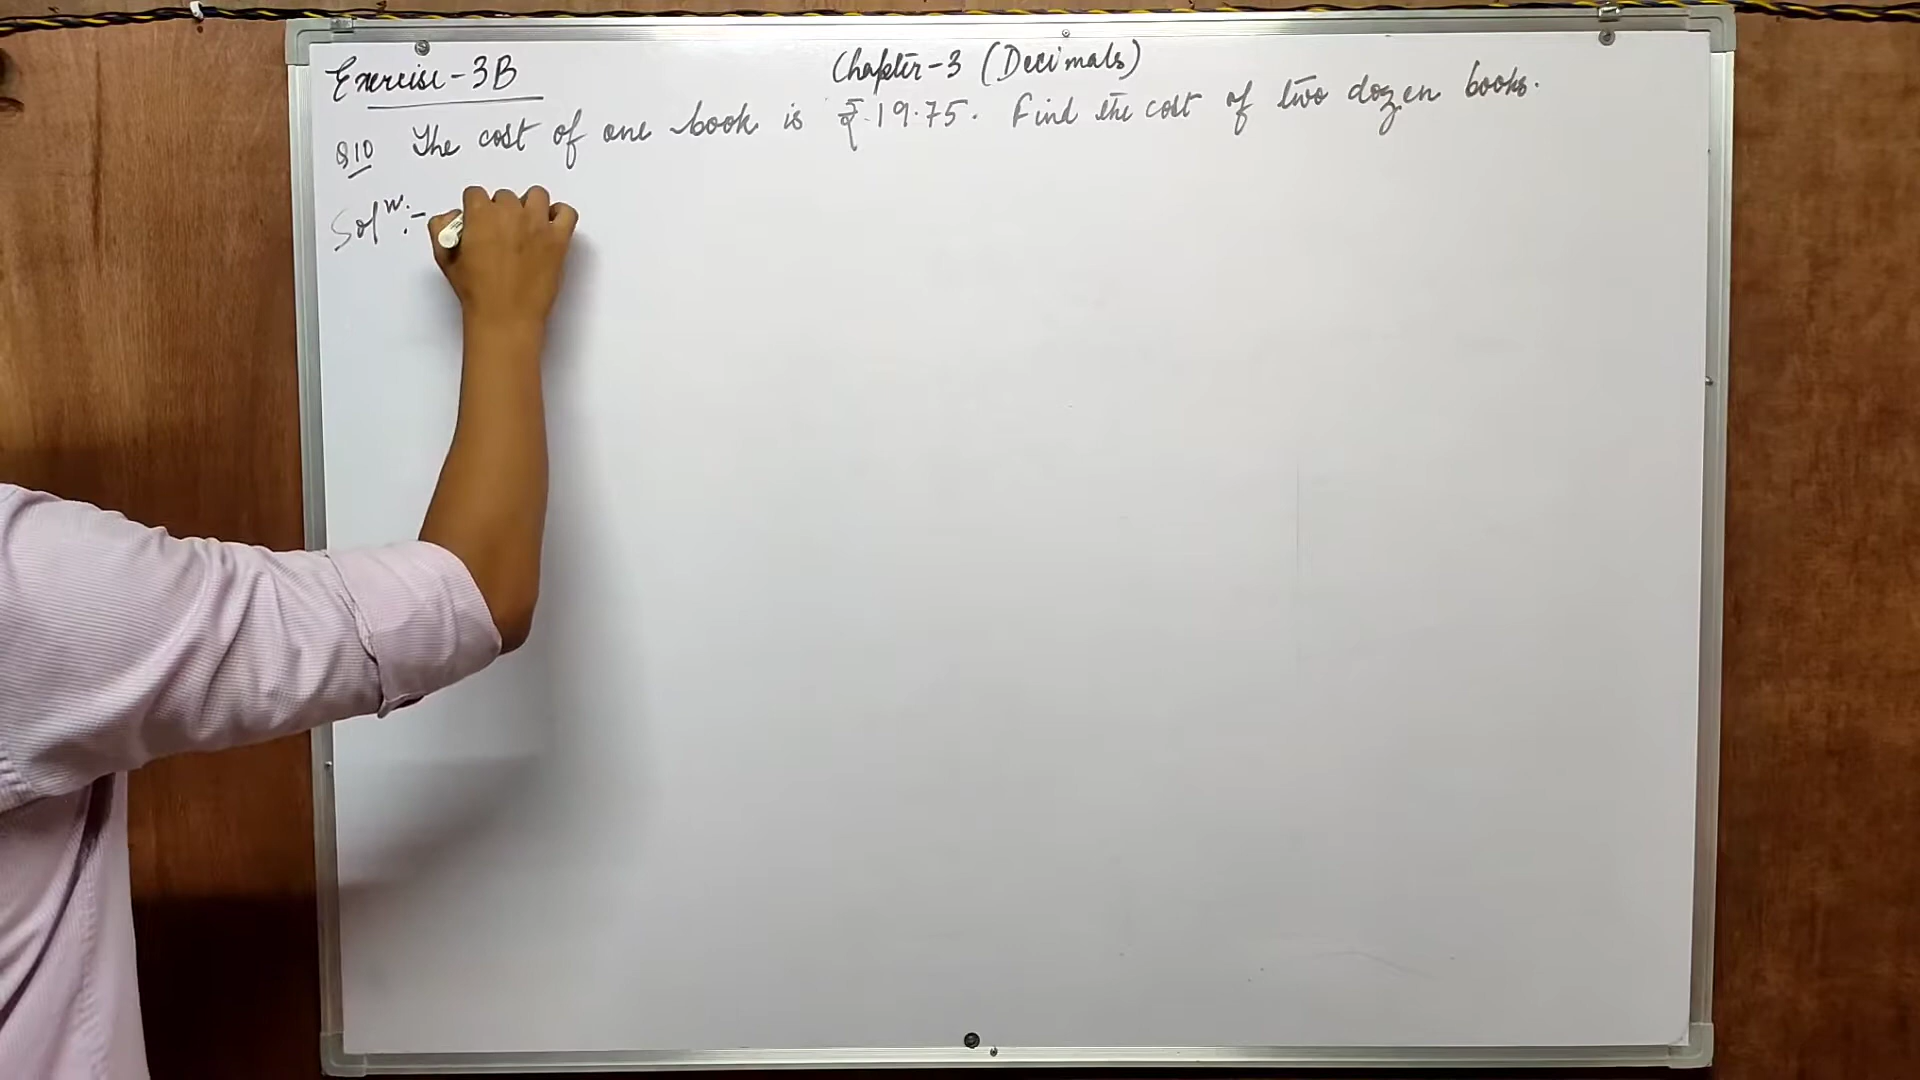 Exercise-3B
Chapter-3 (Decimals)
Q10 The cost of one book is ₹.19.75. Find the cost of two dozen books.
Solⁿ:-